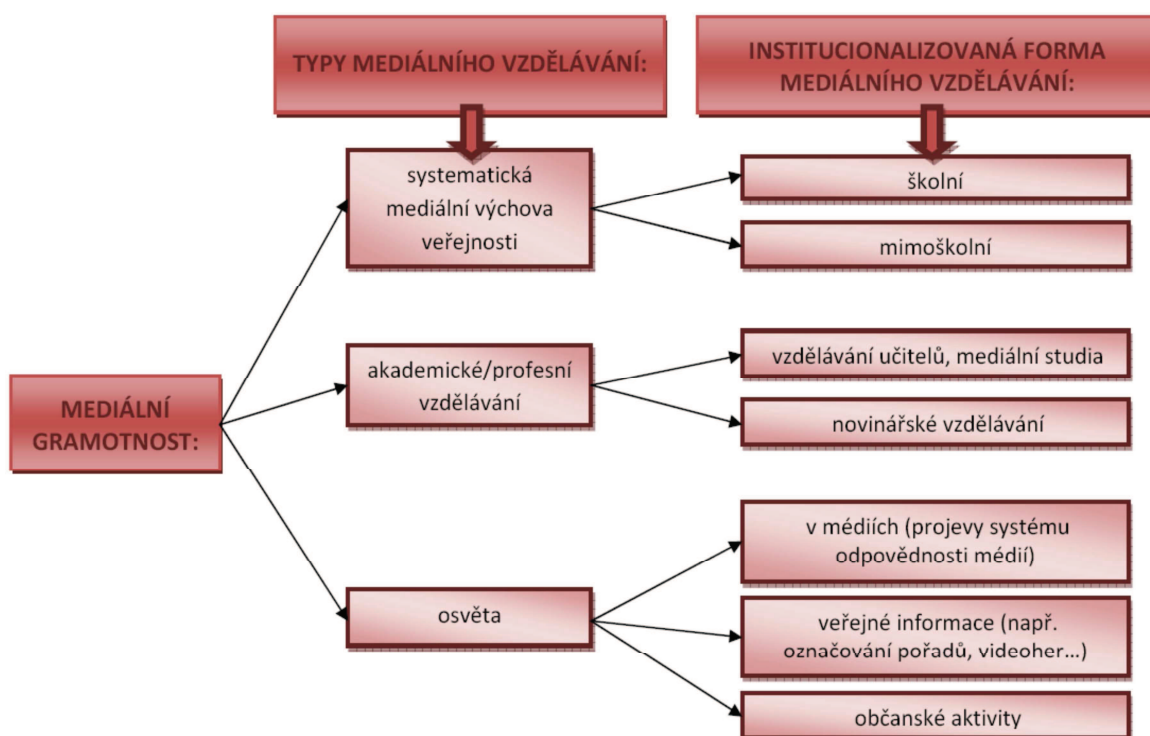 TYPY MEDIÁLNÍHO VZDĚLÁVÁNÍ:
INSTITUCIONALIZOVANÁ FORMA
MEDIÁLNÍHO VZDĚLÁVÁNÍ:
MEDIÁLNÍ
GRAMOTNOST:
systematická
mediální výchova
veřejnosti
školní
mimoškolní
akademické/profesní
vzdělávání
vzdělávání učitelů, mediální studia
novinářské vzdělávání
osvěta
v médiích (projevy systému
odpovědnosti médií)
veřejné informace (např.
označování pořadů, videoher...)
občanské aktivity